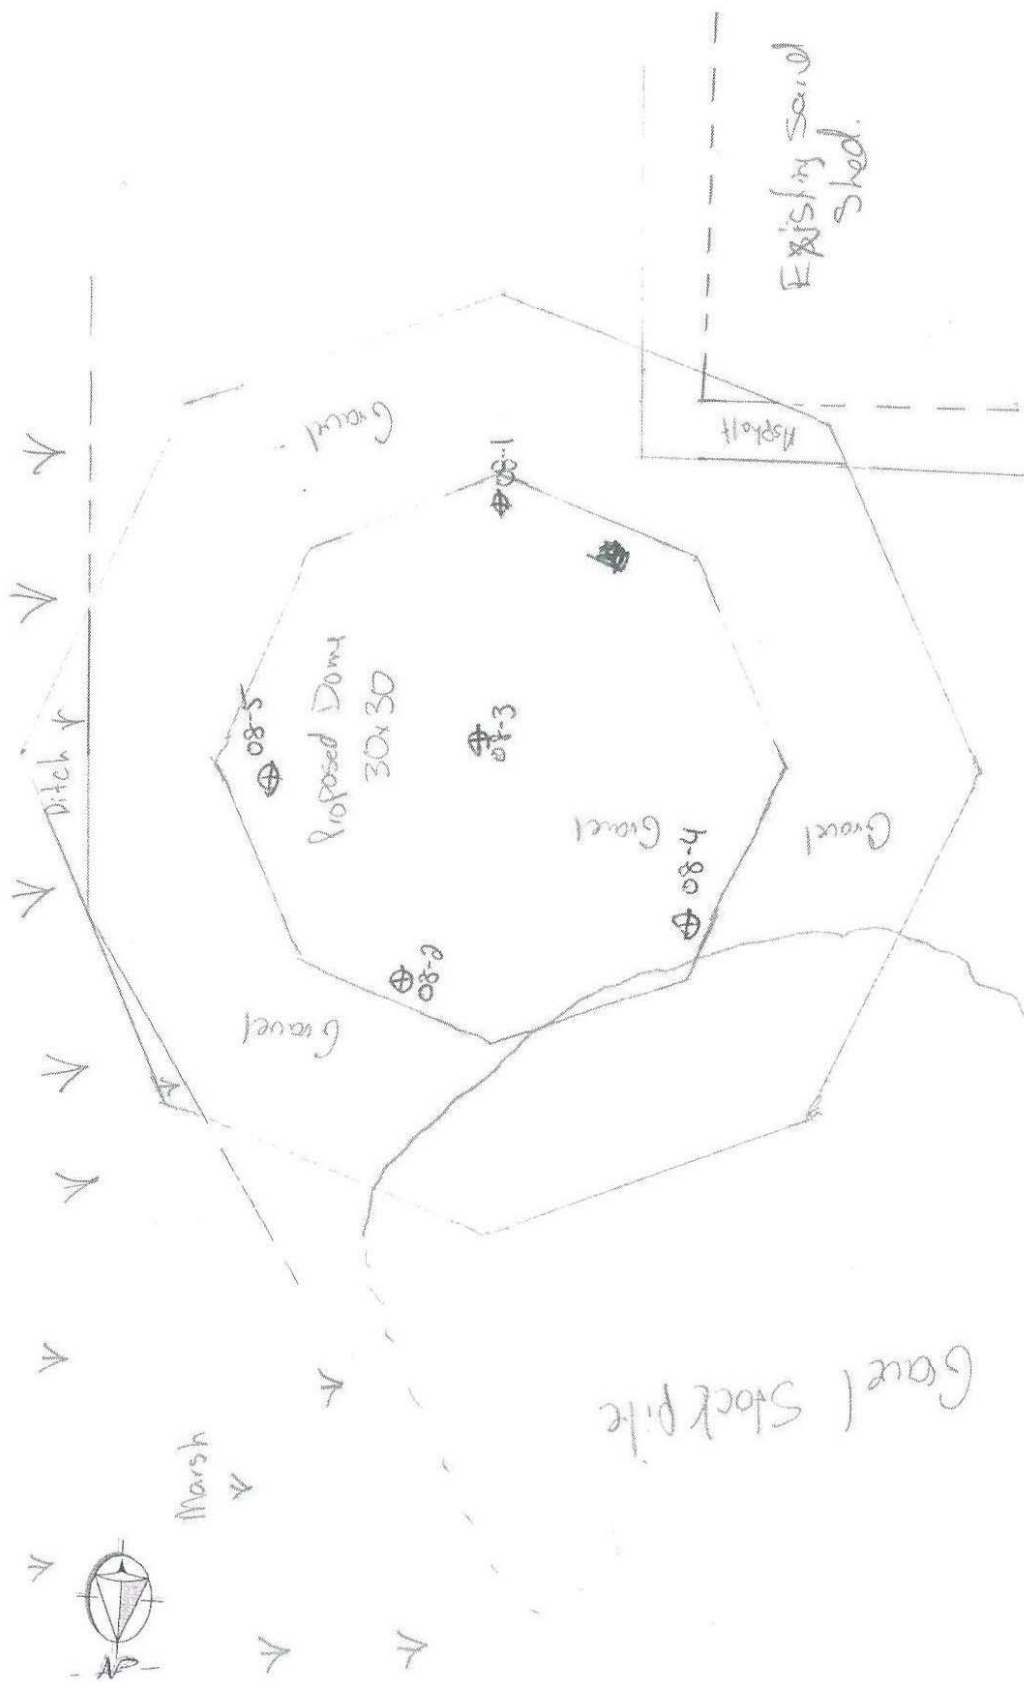 Existing Sand
Shed.
Asphalt
Gravel
08-1
Ditch
08-5
Proposed Dome
30x30
08-3
Gravel
08-4
Gravel
08-2
Gravel
Marsh
Gravel Stockpile